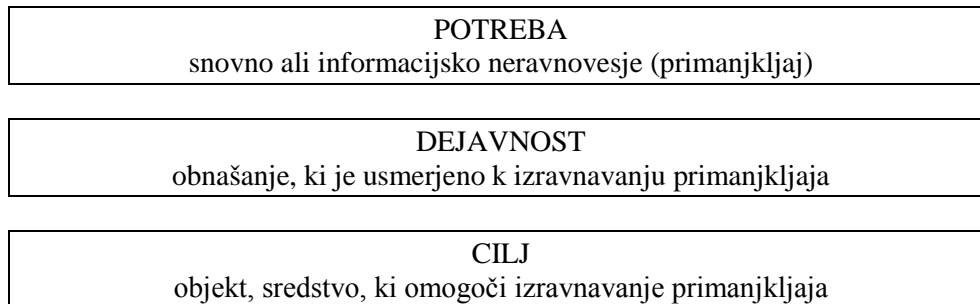 POTREBA
snovno ali informacijsko neravnovesje (primanjkljaj)
DEJAVNOST
obnašanje, ki je usmerjeno k izravnavanju primanjkljaja
CILJ
objekt, sredstvo, ki omogoči izravnavanje primanjkljaja